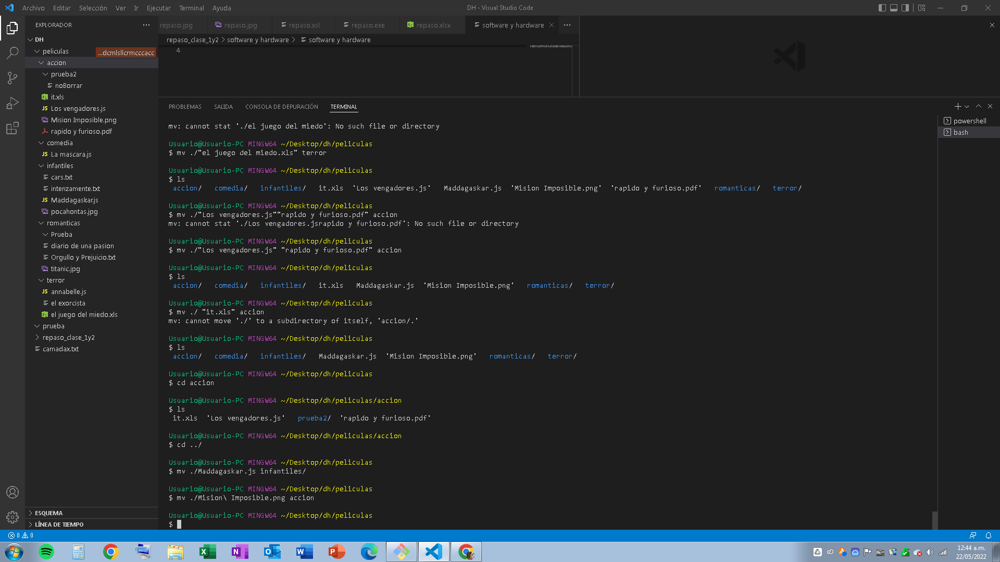 Archivo Editar Selección Ver Ir Ejecutar Terminal Ayuda
DH - Visual Studio Code
EXPLORADOR
repaso.jpg repaso.jpg repaso.xsl repaso.exe repaso.xlsx software y hardware
repaso_clase_1y2 > software y hardware > software y hardware
4
DH
peliculas
...dcmlsllcrmcccacc
accion
prueba2
noBorrar
it.xls
Los vengadores.js
Mision Imposible.png
rapido y furioso.pdf
comedia
La mascara.js
infantiles
cars.txt
intenzamente.txt
Maddagaskar.js
pocahontas.jpg
romanticas
Prueba
diario de una pasion
Orgullo y Prejuicio.txt
titanic.jpg
terror
annabelle.js
el exorcista
el juego del miedo.xls
prueba
repaso_clase_1y2
camadax.txt
ESQUEMA
LÍNEA DE TIEMPO
PROBLEMAS SALIDA CONSOLA DE DEPURACIÓN TERMINAL
mv: cannot stat './el juego del miedo': No such file or directory
Usuario@Usuario-PC MINGW64 ~/Desktop/dh/peliculas
$ mv ./"el juego del miedo.xls" terror
Usuario@Usuario-PC MINGW64 ~/Desktop/dh/peliculas
$ ls
accion/ comedia/ infantiles/ it.xls 'Los vengadores.js' Maddagaskar.js 'Mision Imposible.png' 'rapido y furioso.pdf' romanticas/ terror/
Usuario@Usuario-PC MINGW64 ~/Desktop/dh/peliculas
$ mv ./"Los vengadores.js""rapido y furioso.pdf" accion
mv: cannot stat './Los vengadores.jsrapido y furioso.pdf': No such file or directory
Usuario@Usuario-PC MINGW64 ~/Desktop/dh/peliculas
$ mv ./"Los vengadores.js" "rapido y furioso.pdf" accion
Usuario@Usuario-PC MINGW64 ~/Desktop/dh/peliculas
$ ls
accion/ comedia/ infantiles/ it.xls Maddagaskar.js 'Mision Imposible.png' romanticas/ terror/
Usuario@Usuario-PC MINGW64 ~/Desktop/dh/peliculas
$ mv ./ "it.xls" accion
mv: cannot move './' to a subdirectory of itself, 'accion/.'
Usuario@Usuario-PC MINGW64 ~/Desktop/dh/peliculas
$ ls
accion/ comedia/ infantiles/ Maddagaskar.js 'Mision Imposible.png' romanticas/ terror/
Usuario@Usuario-PC MINGW64 ~/Desktop/dh/peliculas
$ cd accion
Usuario@Usuario-PC MINGW64 ~/Desktop/dh/peliculas/accion
$ ls
it.xls 'Los vengadores.js' prueba2/ 'rapido y furioso.pdf'
Usuario@Usuario-PC MINGW64 ~/Desktop/dh/peliculas/accion
$ cd ../
Usuario@Usuario-PC MINGW64 ~/Desktop/dh/peliculas
$ mv ./Maddagaskar.js infantiles/
Usuario@Usuario-PC MINGW64 ~/Desktop/dh/peliculas
$ mv ./Mision\ Imposible.png accion
Usuario@Usuario-PC MINGW64 ~/Desktop/dh/peliculas
$
powershell
bash
0 0
12:44 a.m.
22/05/2022